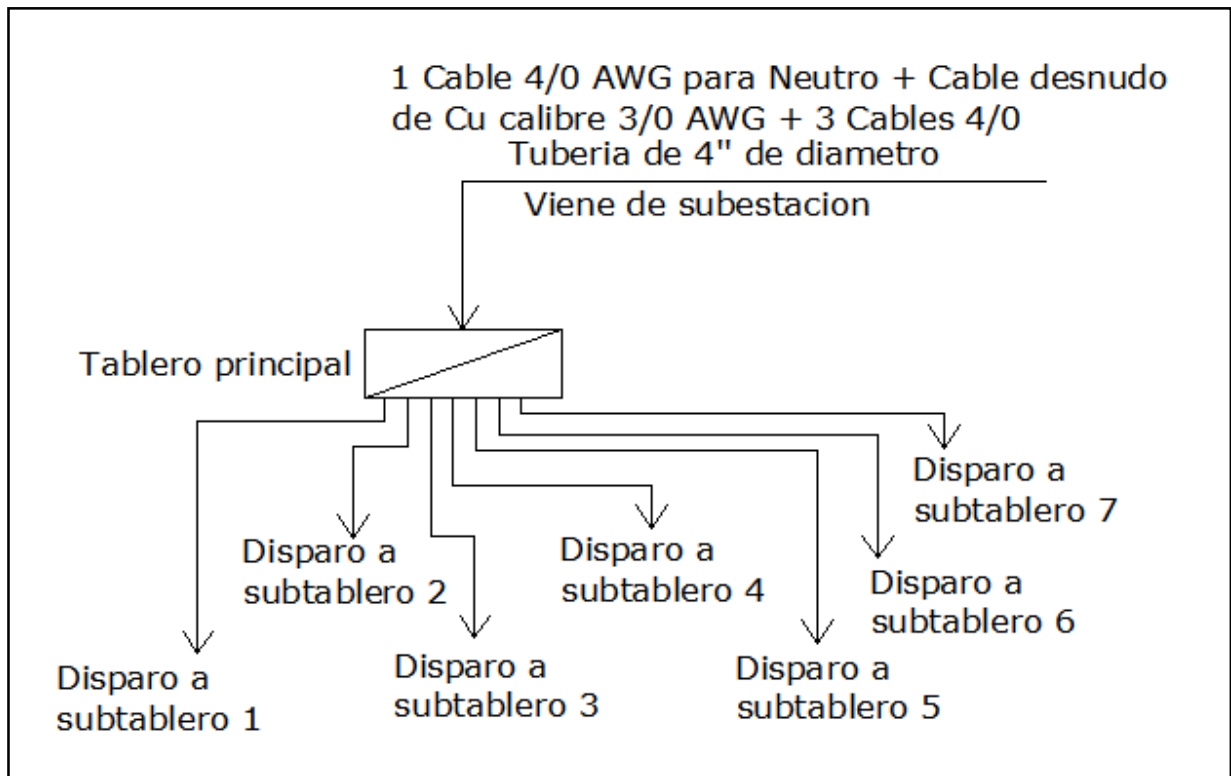 1 Cable 4/0 AWG para Neutro + Cable desnudo
de Cu calibre 3/0 AWG + 3 Cables 4/0
Tuberia de 4" de diametro
Viene de subestacion
Tablero principal
Disparo a
subtablero 1
Disparo a
subtablero 2
Disparo a
subtablero 3
Disparo a
subtablero 4
Disparo a
subtablero 5
Disparo a
subtablero 6
Disparo a
subtablero 7